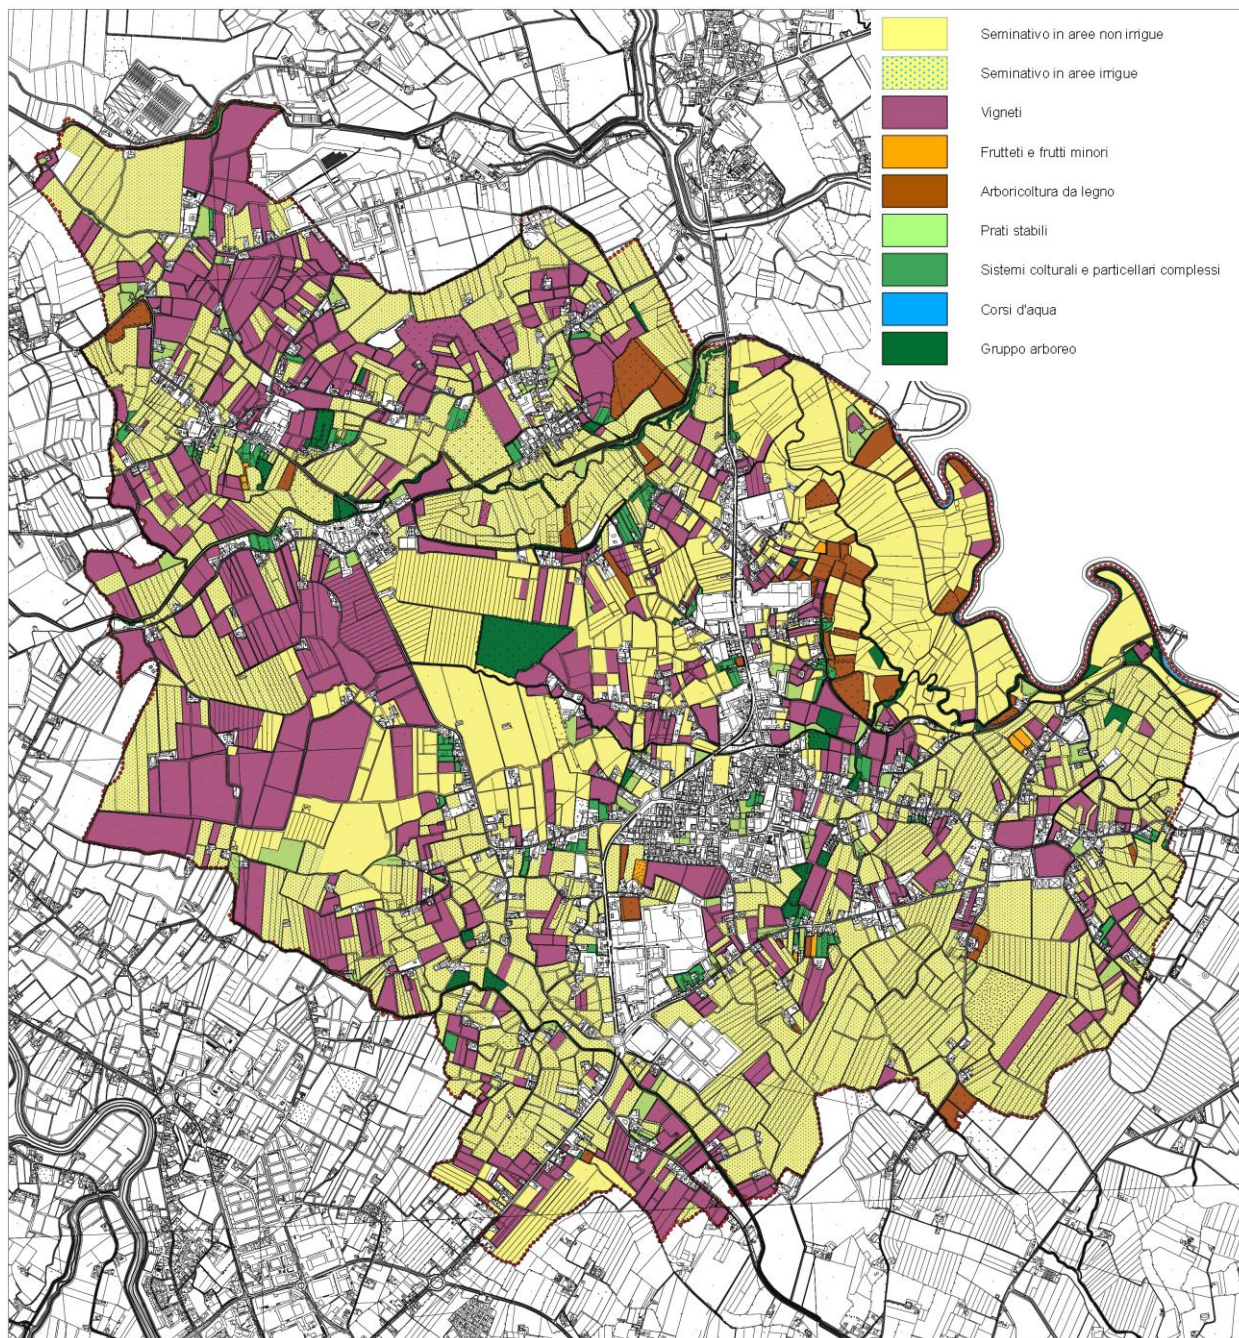 Seminativo in aree non irrigue
Seminativo in aree irrigue
Vigneti
Frutteti e frutti minori
Arboricoltura da legno
Prati stabili
Sistemi colturali e particellari complessi
Corsi d'aqua
Gruppo arboreo